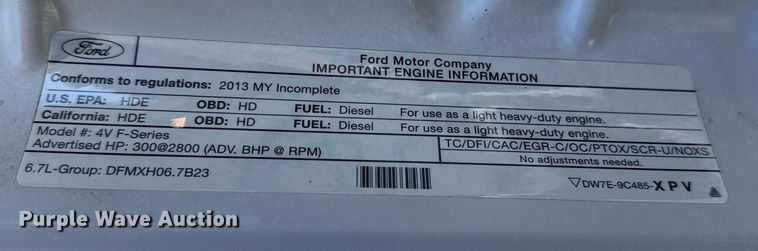 Ford
Ford Motor Company
IMPORTANT ENGINE INFORMATION
Conforms to regulations: 2013 MY Incomplete
U.S. EPA: HDE OBD: HD FUEL: Diesel For use as a light heavy-duty engine.
California: HDE OBD: HD FUEL: Diesel For use as a light heavy-duty engine.
Model #: 4V F-Series
Advertised HP: 300@2800 (ADV. BHP @ RPM)
TC/DFI/CAC/EGR-C/OC/PTOX/SCR-U/NOXS
No adjustments needed.
6.7L-Group: DFMXH06.7B23
▽DW7E-9C485-XPV
Purple Wave Auction